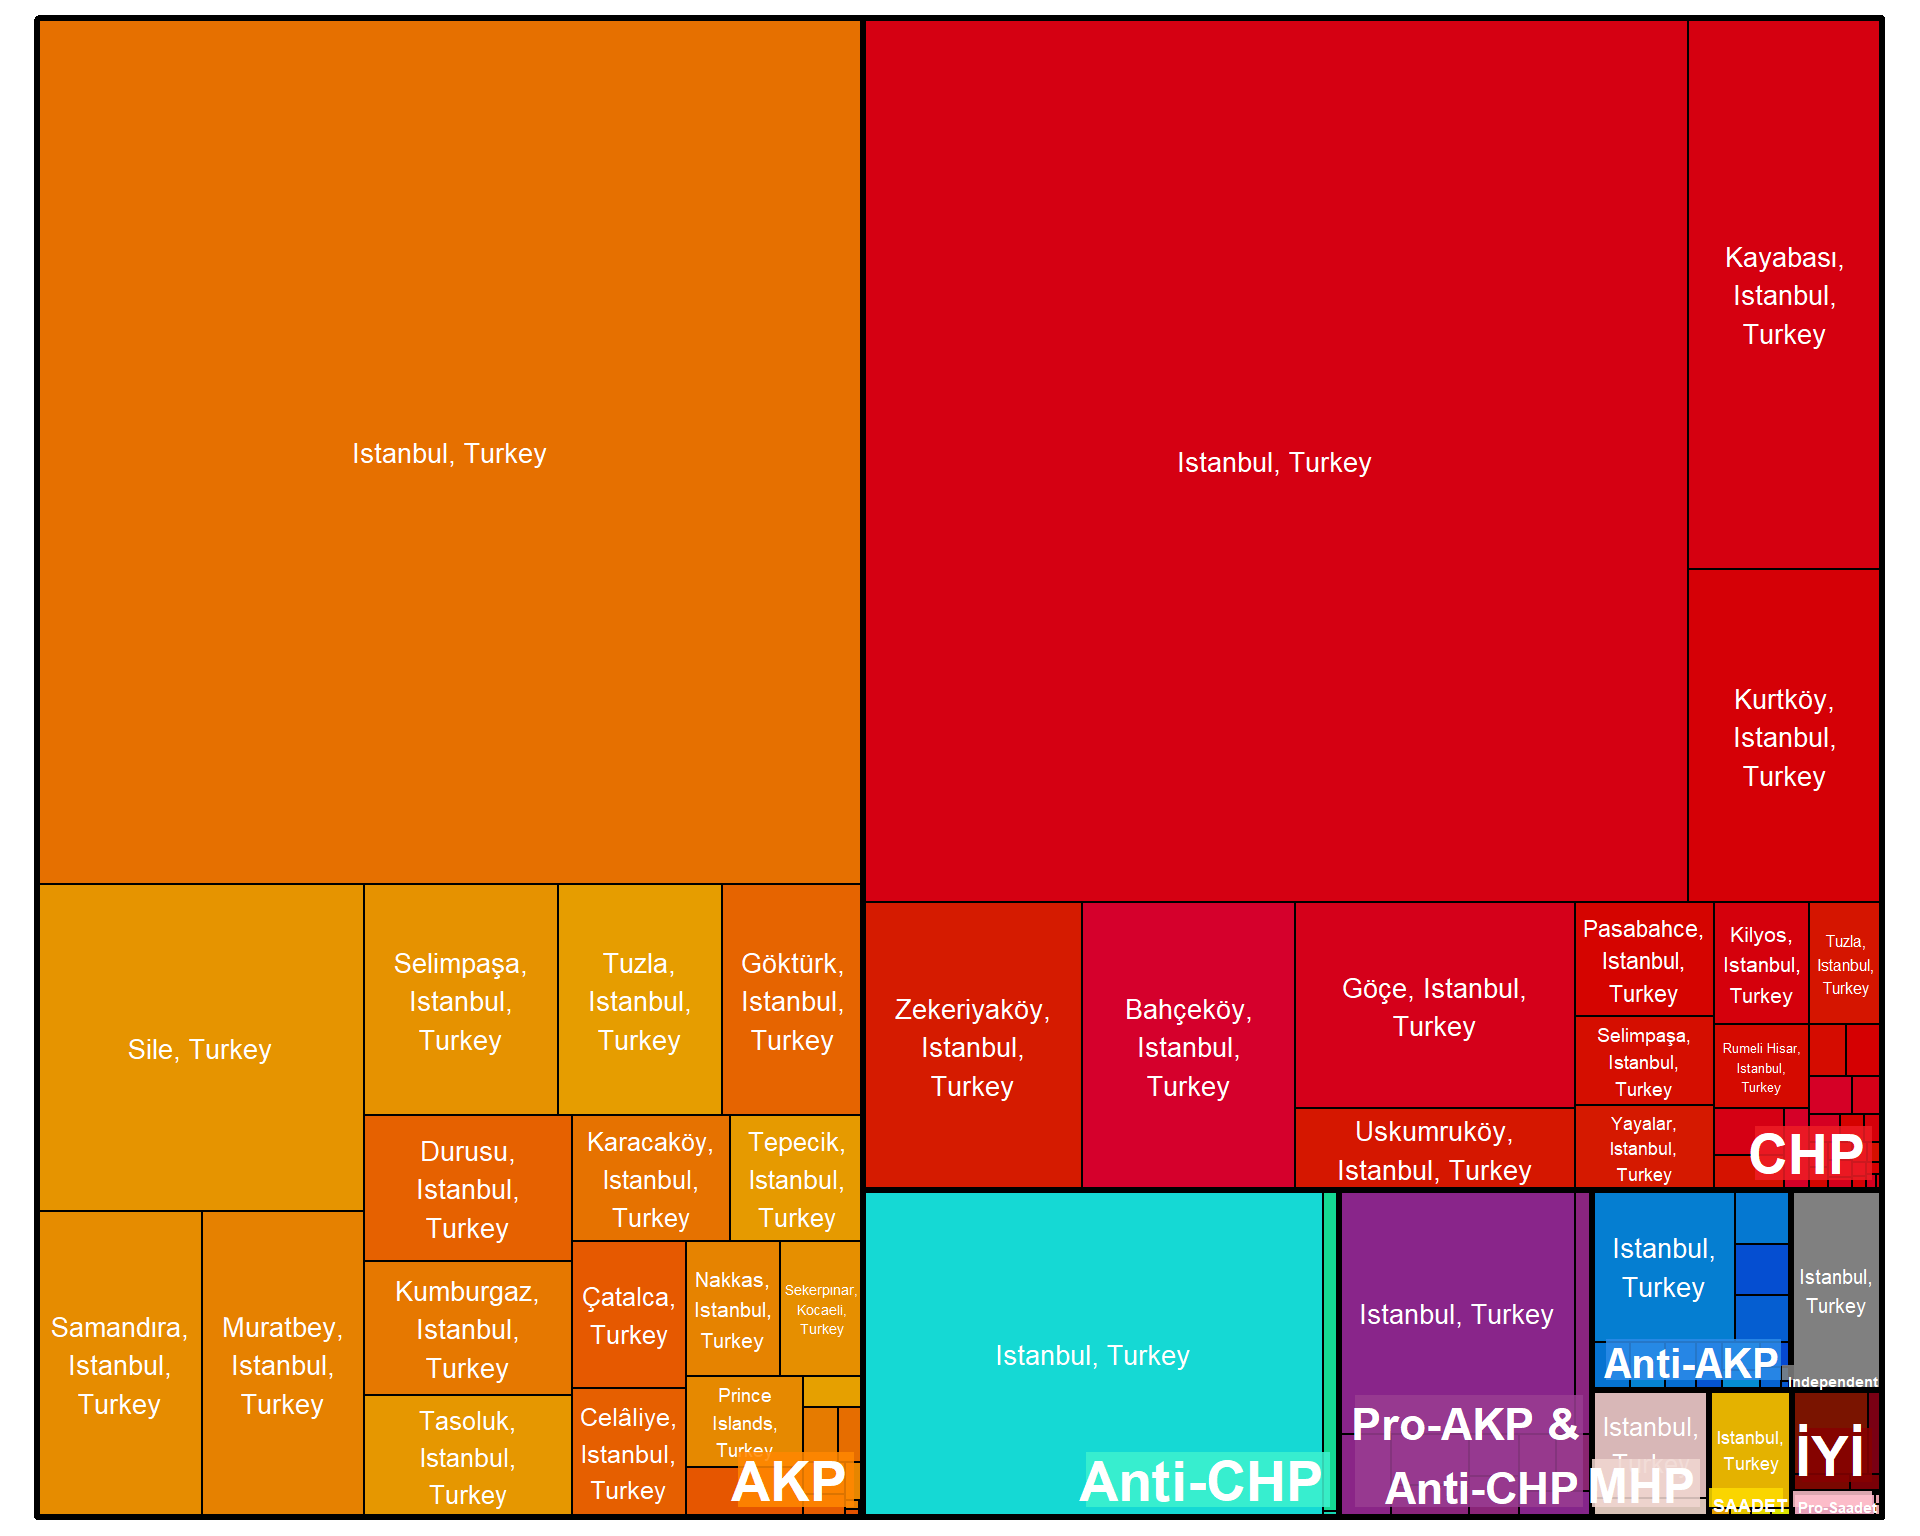 Istanbul, Turkey
Sile, Turkey
Selimpaşa,
Istanbul,
Turkey
Tuzla,
Istanbul,
Turkey
Göktürk,
Istanbul,
Turkey
Durusu,
Istanbul,
Turkey
Karacaköy,
Istanbul,
Turkey
Tepecik,
Istanbul,
Turkey
Samandıra,
Istanbul,
Turkey
Muratbey,
Istanbul,
Turkey
Kumburgaz,
Istanbul,
Turkey
Çatalca,
Turkey
Nakkas,
Istanbul,
Turkey
Sekerpınar,
Kocaeli,
Turkey
Tasoluk,
Istanbul,
Turkey
Celâliye,
Istanbul,
Turkey
Prince
Islands,
Turkey
AKP
Istanbul, Turkey
Kayabası,
Istanbul,
Turkey
Kurtköy,
Istanbul,
Turkey
Zekeriyaköy,
Istanbul,
Turkey
Bahçeköy,
Istanbul,
Turkey
Göçe, Istanbul,
Turkey
Uskumruköy,
Istanbul, Turkey
Pasabahce,
Istanbul,
Turkey
Selimpaşa,
Istanbul,
Turkey
Yayalar,
Istanbul,
Turkey
Kilyos,
Istanbul,
Turkey
Rumeli Hisar,
Istanbul,
Turkey
Tuzla,
Istanbul,
Turkey
CHP
Istanbul, Turkey
Anti-CHP
Istanbul, Turkey
Pro-AKP &
Anti-CHP
Istanbul,
Turkey
Anti-AKP
Istanbul,
Turkey
Independent
Istanbul,
Turkey
MHP
Istanbul,
Turkey
SAADET
İYİ
Pro-Saadet